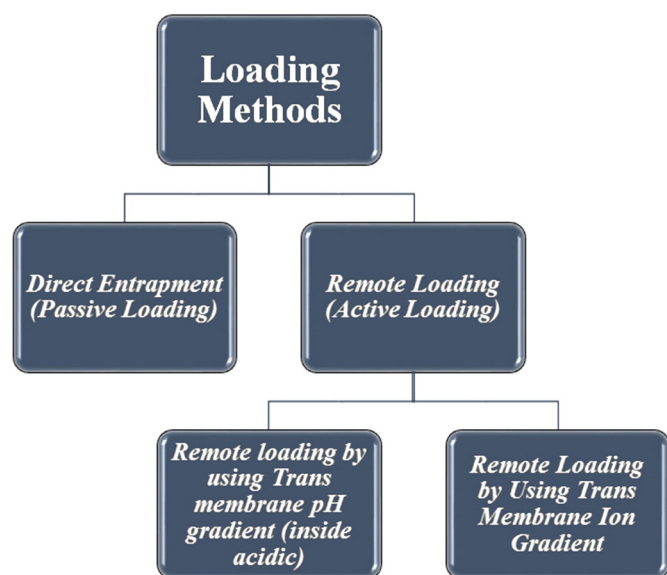 Loading
Methods
Direct Entrapment
(Passive Loading)
Remote Loading
(Active Loading)
Remote loading by
using Trans
membrane pH
gradient (inside
acidic)
Remote Loading
by Using Trans
Membrane Ion
Gradient